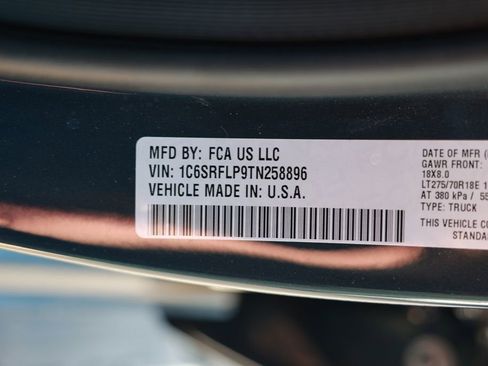 MFD BY: FCA US LLC
VIN: 1C6SRFLP9TN258896
VEHICLE MADE IN: U.S.A.
DATE OF MFR
GAWR FRONT:
18X8.0
LT275/70R18E
AT 380 kPa /
TYPE: TRUCK
THIS VEHICLE
STANDA